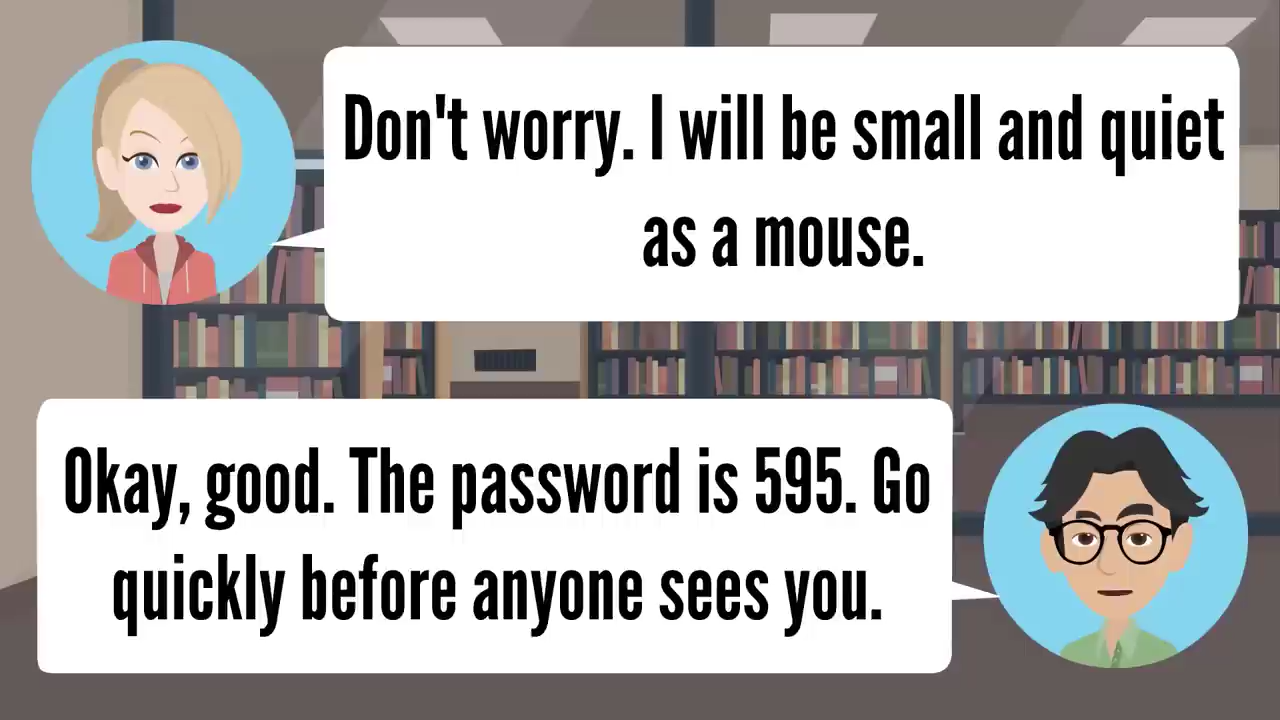 Don't worry. I will be small and quiet
as a mouse.
Okay, good. The password is 595. Go
quickly before anyone sees you.